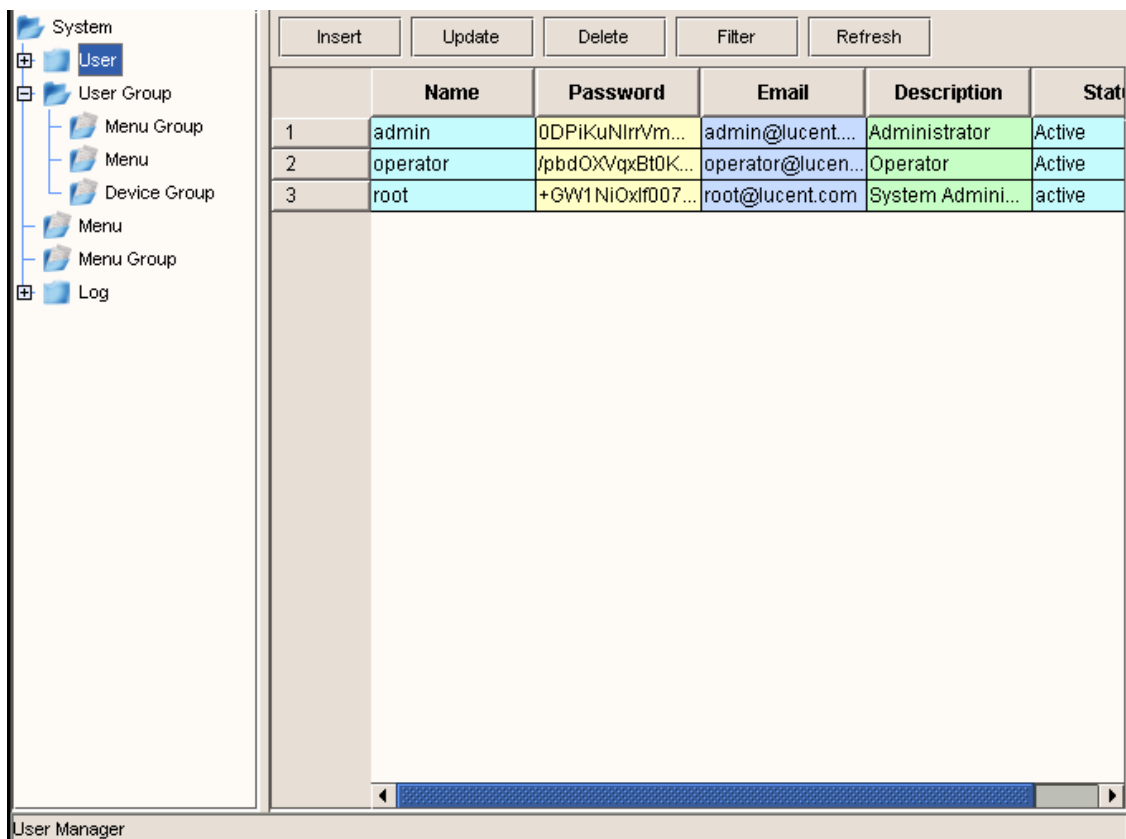 System
User
User Group
Menu Group
Menu
Device Group
Menu
Menu Group
Log
Insert Update Delete Filter Refresh
Name Password Email Description Stat
1 admin 0DPiKuNIrrVm... admin@lucent.... Administrator Active
2 operator /pbdOXVqxBt0K... operator@lucen... Operator Active
3 root +GW1NiOxlf007... root@lucent.com System Admini... active
User Manager